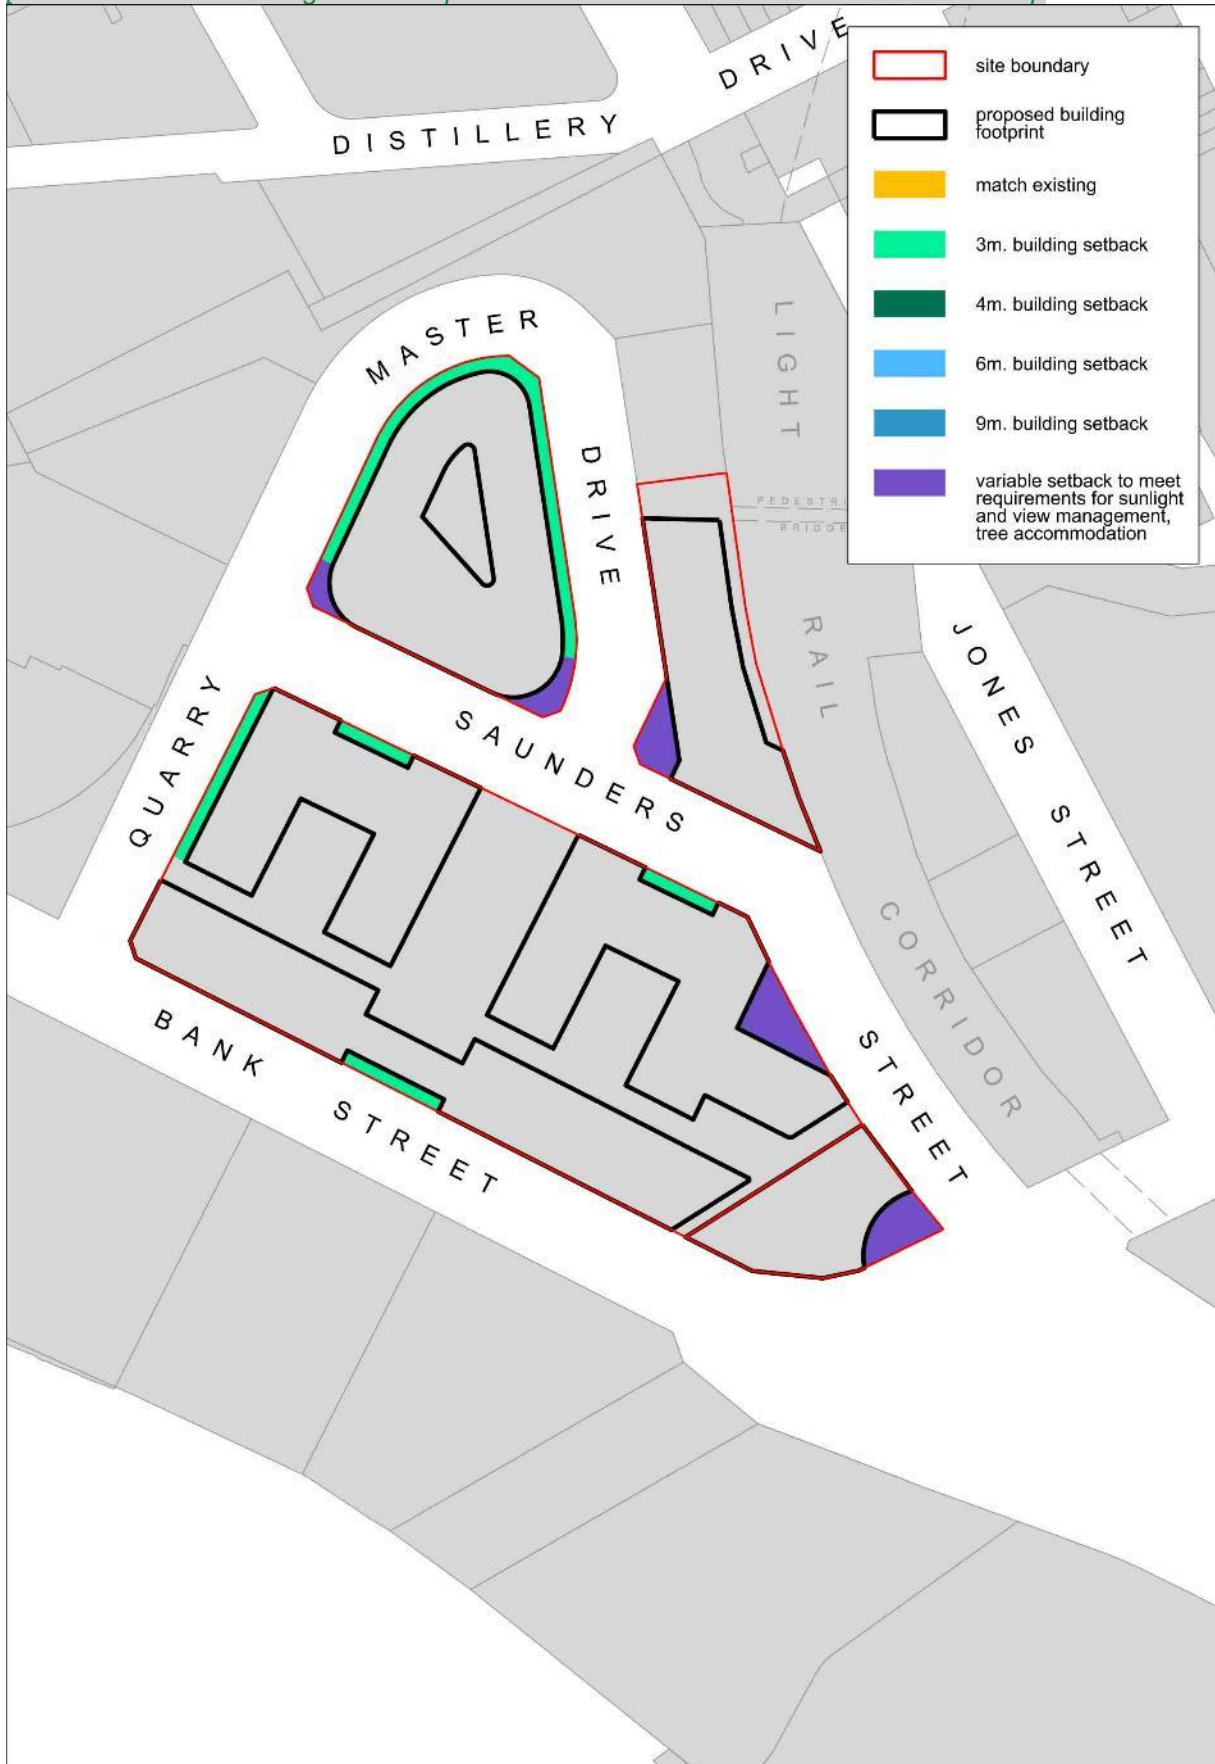 DISTILLERY DRIVE
site boundary
proposed building
footprint
match existing
3m. building setback
4m. building setback
6m. building setback
9m. building setback
variable setback to meet
requirements for sunlight
and view management,
tree accommodation
MASTER
DRIVE
LIGHT
RAIL
CORRIDOR
BRIDGE
JONES STREET
QUARRY
SAUNDERS
STREET
BANK STREET